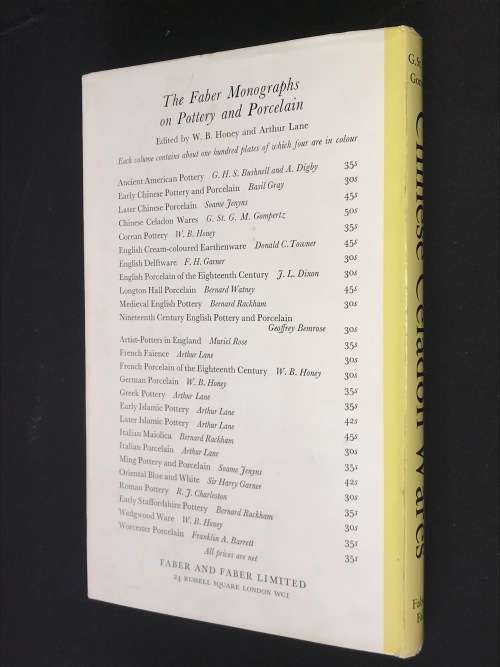 The Faber Monographs
on Pottery and Porcelain
Edited by W. B. Honey and Arthur Lane
Each volume contains about one hundred plates of which four are in colour
Ancient American Pottery G. H. S. Bushnell and A. Digby 35s
Early Chinese Pottery and Porcelain Basil Gray 30s
Later Chinese Porcelain Soame Jenyns 45s
Chinese Celadon Wares G. St. G. M. Gompertz 50s
Corean Pottery W. B. Honey 35s
English Cream-coloured Earthenware Donald C. Towner 45s
English Delftware F. H. Garner 30s
English Porcelain of the Eighteenth Century J. L. Dixon 30s
Longton Hall Porcelain Bernard Watney 45s
Medieval English Pottery Bernard Rackham 30s
Nineteenth Century English Pottery and Porcelain
Geoffrey Bemrose 30s
Artist-Potters in England Muriel Rose 35s
French Faience Arthur Lane 30s
French Porcelain of the Eighteenth Century W. B. Honey 30s
German Porcelain W. B. Honey 35s
Greek Pottery Arthur Lane 35s
Early Islamic Pottery Arthur Lane 42s
Later Islamic Pottery Arthur Lane 45s
Italian Maiolica Bernard Rackham 30s
Italian Porcelain Arthur Lane 35s
Ming Pottery and Porcelain Soame Jenyns 42s
Oriental Blue and White Sir Harry Garner 30s
Roman Pottery R. J. Charleston 35s
Early Staffordshire Pottery Bernard Rackham 30s
Wedgwood Ware W. B. Honey 35s
Worcester Porcelain Franklin A. Barrett 35s
All prices are net
FABER AND FABER LIMITED
24 RUSSELL SQUARE LONDON WC1
Chinese Celadon Wares